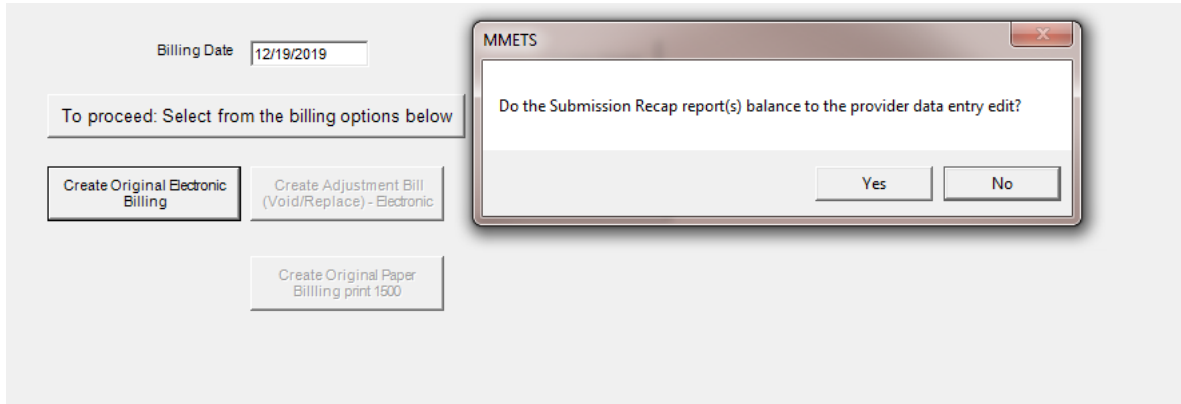 Billing Date 12/19/2019
To proceed: Select from the billing options below
Create Original Electronic
Billing
Create Adjustment Bill
(Void/Replace) - Electronic
Create Original Paper
Billling print 1500
MMETS
X
Do the Submission Recap report(s) balance to the provider data entry edit?
Yes No